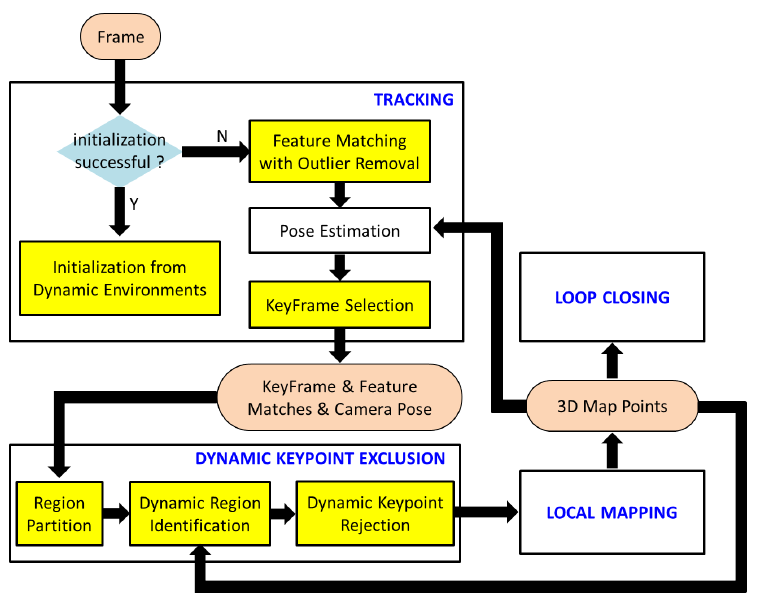 Frame
TRACKING
initialization
successful ?
N
Y
Feature Matching
with Outlier Removal
Pose Estimation
Initialization from
Dynamic Environments
KeyFrame Selection
LOOP CLOSING
KeyFrame & Feature
Matches & Camera Pose
3D Map Points
DYNAMIC KEYPOINT EXCLUSION
Region
Partition
Dynamic Region
Identification
Dynamic Keypoint
Rejection
LOCAL MAPPING